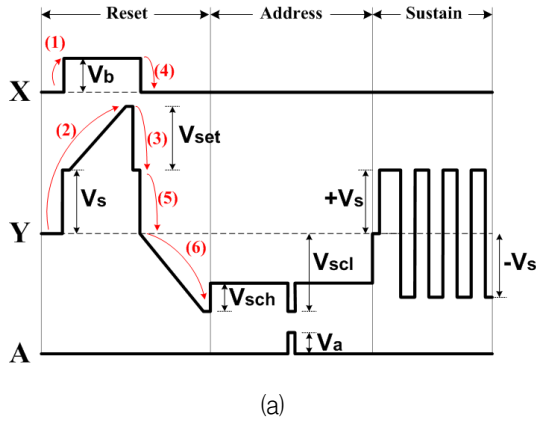 Reset Address Sustain
(1)
Vb
(4)
X
(2)
(3)
Vset
Vs
(5)
+Vs
Y
(6)
Vscl
-Vs
Vsch
Va
A
(a)